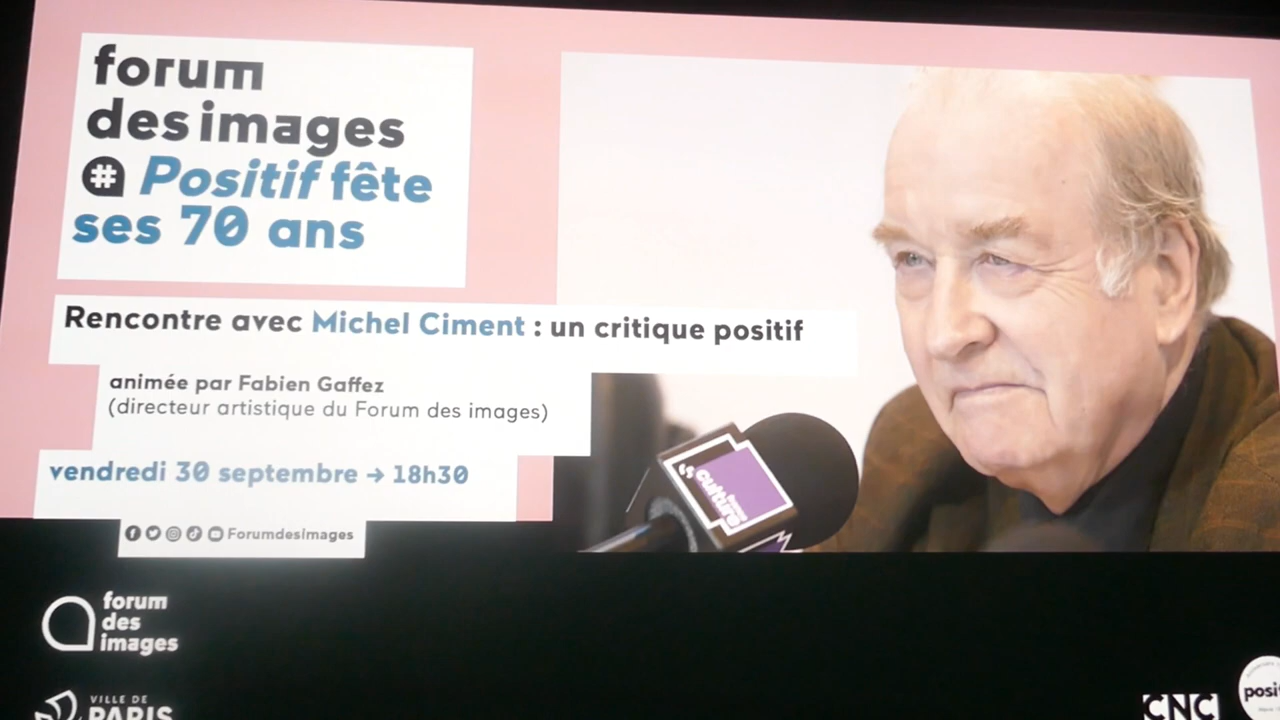 forum
des images
# Positif fête
ses 70 ans
Rencontre avec Michel Ciment : un critique positif
animée par Fabien Gaffez
(directeur artistique du Forum des images)
vendredi 30 septembre → 18h30
Forumdesimages
culture
forum
des
images
VILLE DE
PARIS
CNC